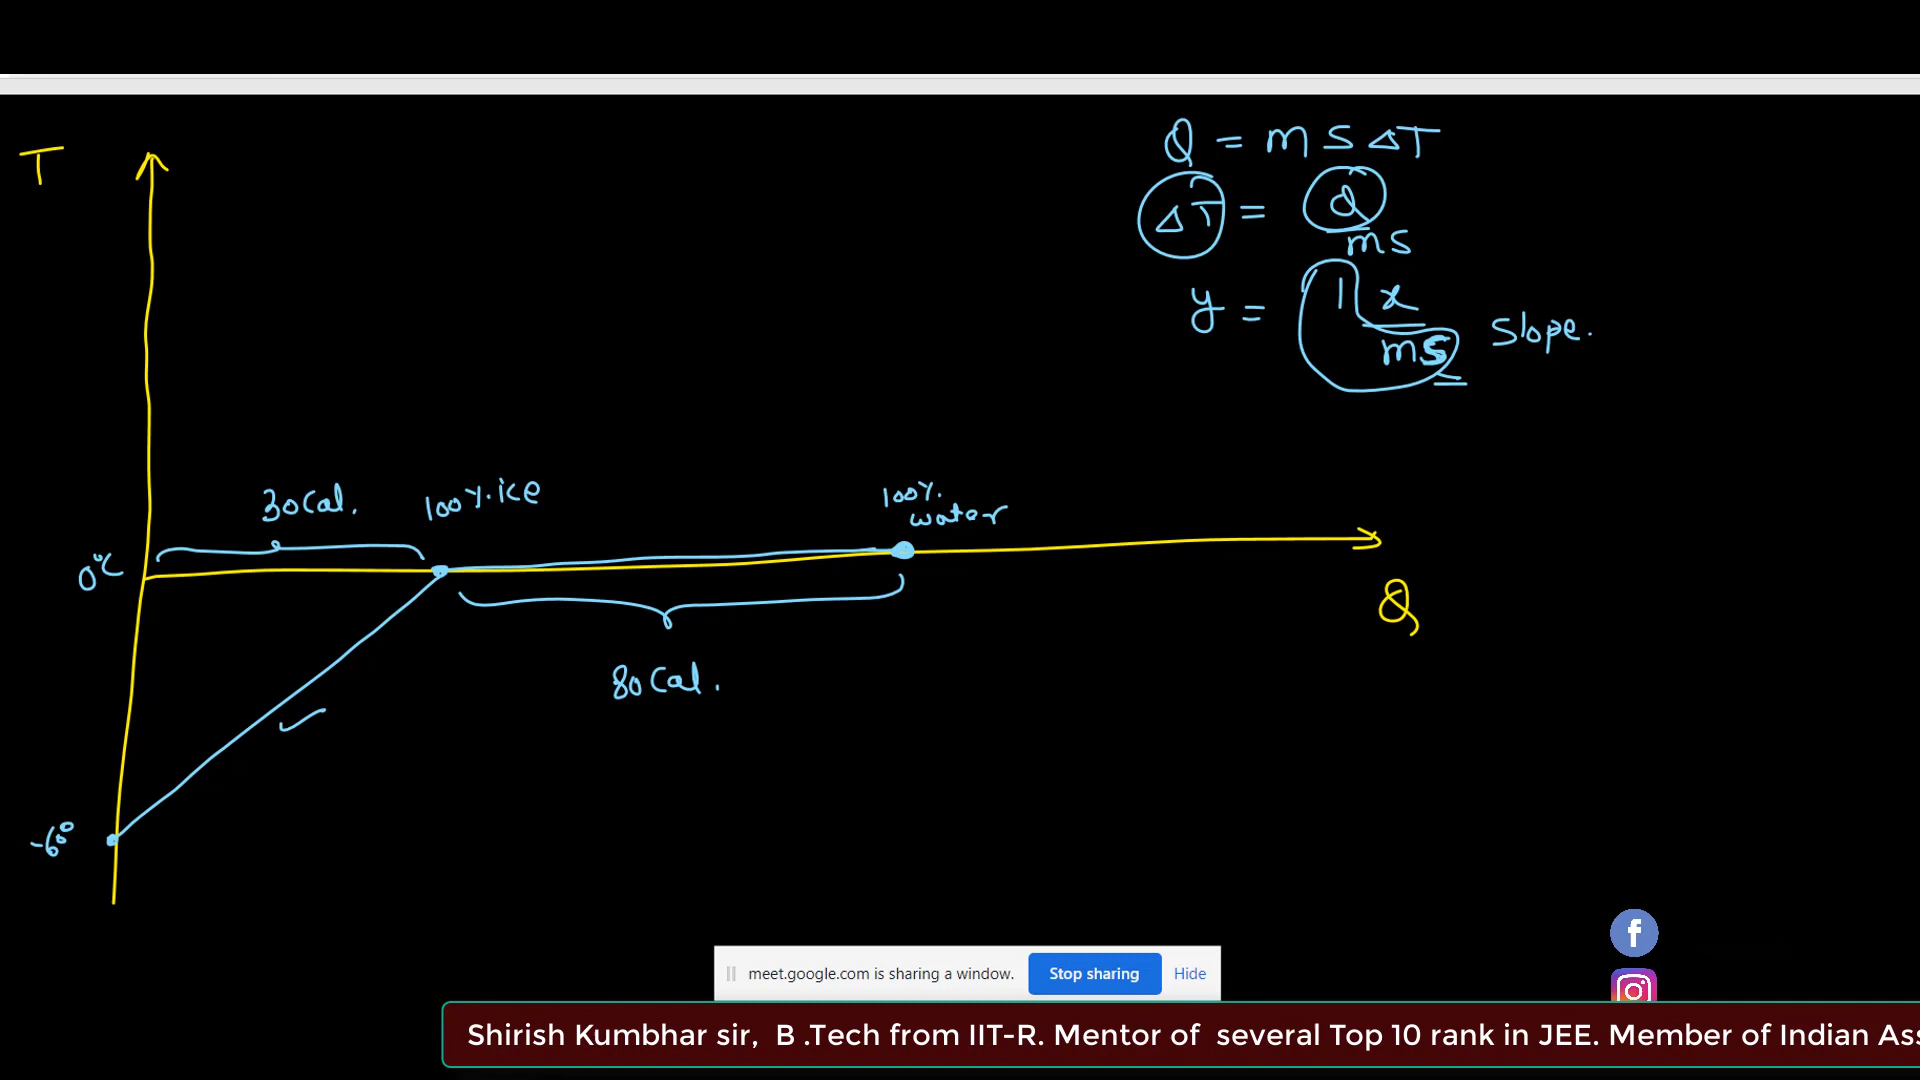 T
Q = m s ΔT
ΔT = Q / ms
y = 1 x / ms slope.
30 Cal. 100%.ice 100%. water
0°C
Q
80 Cal.
-60°
meet.google.com is sharing a window. Stop sharing Hide
Shirish Kumbhar sir, B .Tech from IIT-R. Mentor of several Top 10 rank in JEE. Member of Indian Ass